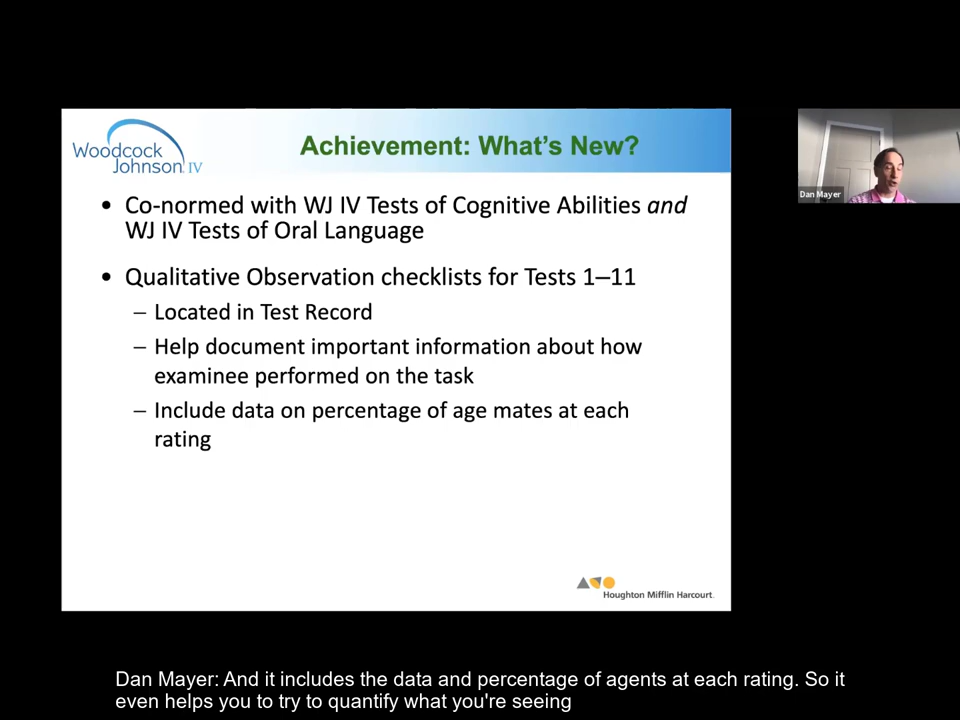 Woodcock
Johnson IV
Achievement: What's New?
• Co-normed with WJ IV Tests of Cognitive Abilities and
WJ IV Tests of Oral Language
• Qualitative Observation checklists for Tests 1–11
– Located in Test Record
– Help document important information about how
examinee performed on the task
– Include data on percentage of age mates at each
rating
Houghton Mifflin Harcourt
Dan Mayer
Dan Mayer: And it includes the data and percentage of agents at each rating. So it
even helps you to try to quantify what you're seeing